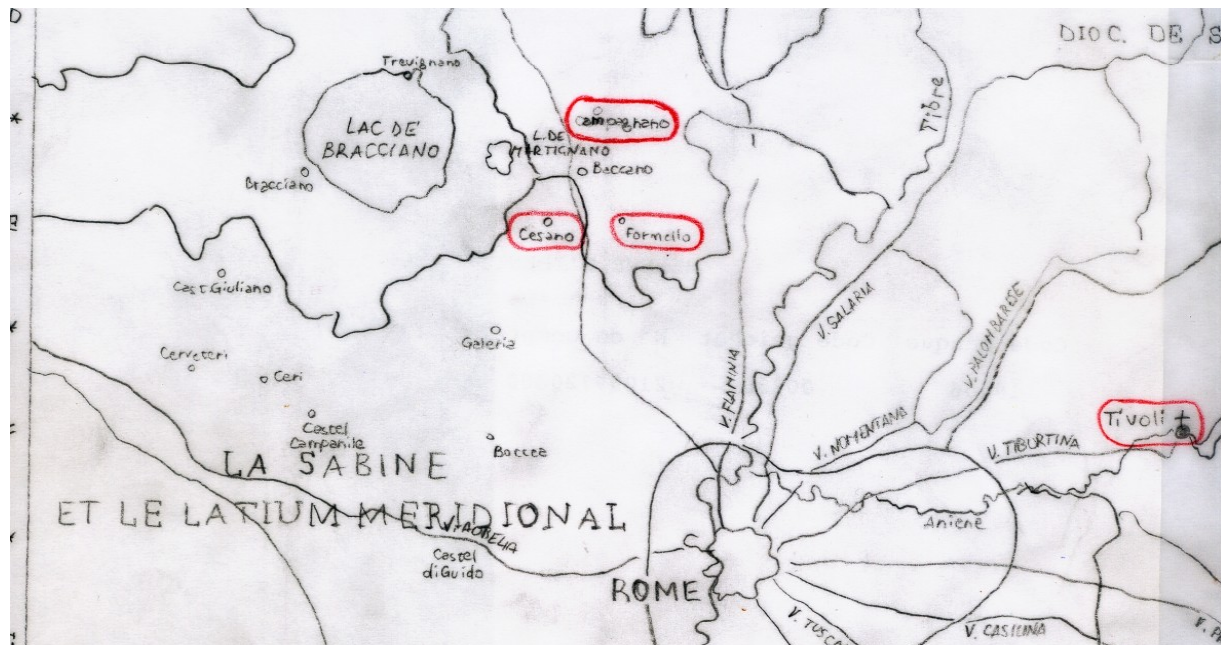 DIOC. DE S
Trevignano
Tibre
Campagnano
LAC DE'
BRACCIANO
L. DE
MARTIGNANO
Baccano
Bracciano
Cesano
Formello
Cast Giuliano
V. SALARIA
V. PALOMBARESE
Galeria
Cerveteri
Ceri
V. FLAMINIA
Castel
Campanile
Boccea
V. NOMENTANA
Tivoli
V. TIBURTINA
LA SABINE
ET LE LATIUM MERIDIONAL
V. AURELIA
Aniene
Castel
di Guido
ROME
V. TUSC
V. CASILINA